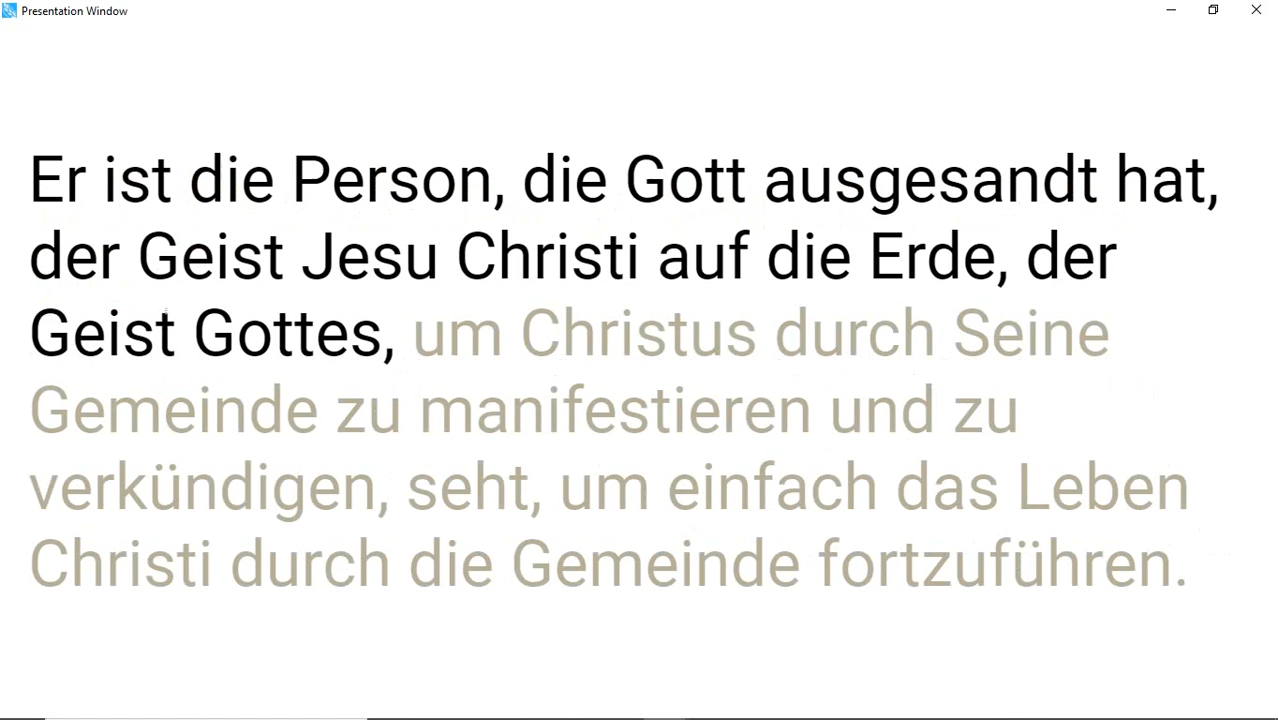 Presentation Window
Er ist die Person, die Gott ausgesandt hat,
der Geist Jesu Christi auf die Erde, der
Geist Gottes, um Christus durch Seine
Gemeinde zu manifestieren und zu
verkündigen, seht, um einfach das Leben
Christi durch die Gemeinde fortzuführen.